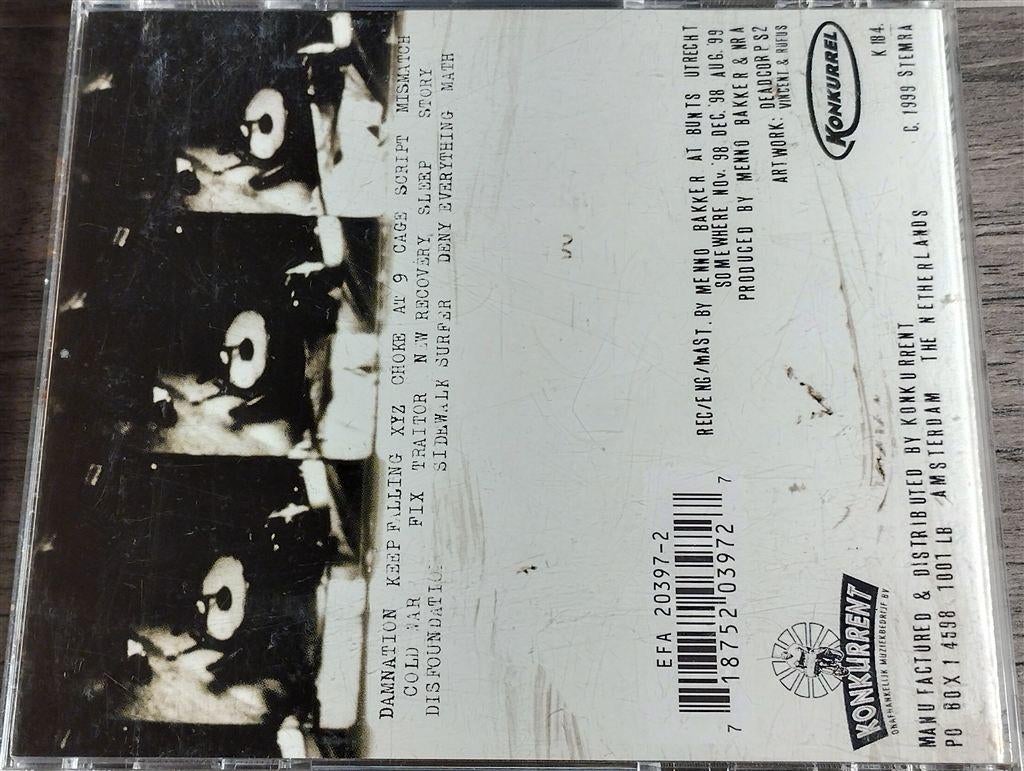 DAMNATION KEEP FALLING XYZ CHOKE AT 9 CAGE SCRIPT MISMATCH
COLD WAR FIX TRAITOR NEW RECOVERY SLEEP STORY
DISFOUNDATION SIDEWALK SURFER DENY EVERYTHING MATH
REC/ENG/MAST. BY MENNO BAKKER AT BUNTS UTRECHT
SOMEWHERE NOV. '98 DEC. '98 AUG. '99
PRODUCED BY MENNO BAKKER & NRA
ARTWORK: DEADCORPS2
VINCENT & RUFUS
EFA 20397-2
7 18752 03972 7
KONKURRENT
ONAFHANKELIJK MUZIEKBEDRIJF BV
KONKURREL
K 184.
C. 1999 STEMRA
MANUFACTURED & DISTRIBUTED BY KONKURRENT
PO BOX 14598 1001 LB AMSTERDAM THE NETHERLANDS